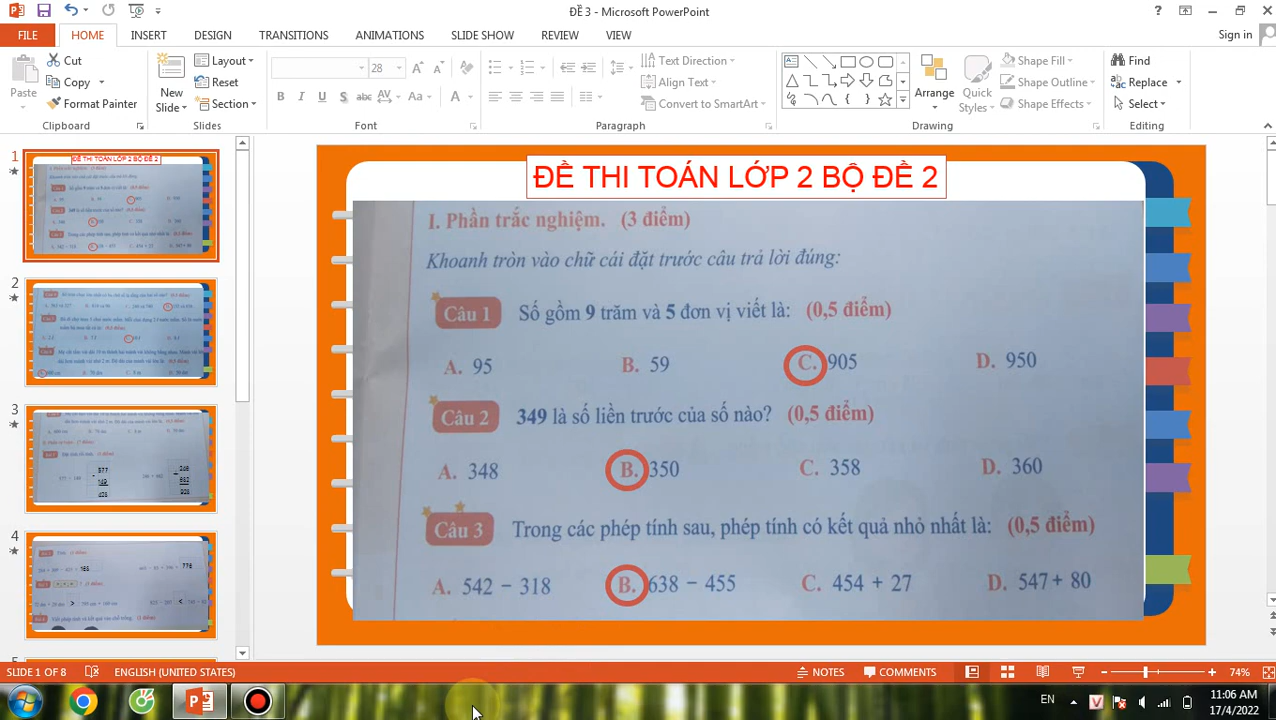 ĐỀ 3 - Microsoft PowerPoint
Sign in
FILE HOME INSERT DESIGN TRANSITIONS ANIMATIONS SLIDE SHOW REVIEW VIEW
Paste
Cut
Copy
Format Painter
Clipboard
New Slide
Layout
Reset
Section
Slides
28
Font
Text Direction
Align Text
Convert to SmartArt
Paragraph
Arrange
Quick Styles
Shape Fill
Shape Outline
Shape Effects
Drawing
Find
Replace
Select
Editing
1
2
3
4
ĐỀ THI TOÁN LỚP 2 BỘ ĐỀ 2
ĐỀ THI TOÁN LỚP 2 BỘ ĐỀ 2
I. Phần trắc nghiệm. (3 điểm)
Khoanh tròn vào chữ cái đặt trước câu trả lời đúng:
Câu 1 Số gồm 9 trăm và 5 đơn vị viết là: (0,5 điểm)
A. 95 B. 59 C. 905 D. 950
Câu 2 349 là số liền trước của số nào? (0,5 điểm)
A. 348 B. 350 C. 358 D. 360
Câu 3 Trong các phép tính sau, phép tính có kết quả nhỏ nhất là: (0,5 điểm)
A. 542 - 318 B. 638 - 455 C. 454 + 27 D. 547 + 80
SLIDE 1 OF 8 ENGLISH (UNITED STATES) NOTES COMMENTS 74%
EN
11:06 AM
17/4/2022